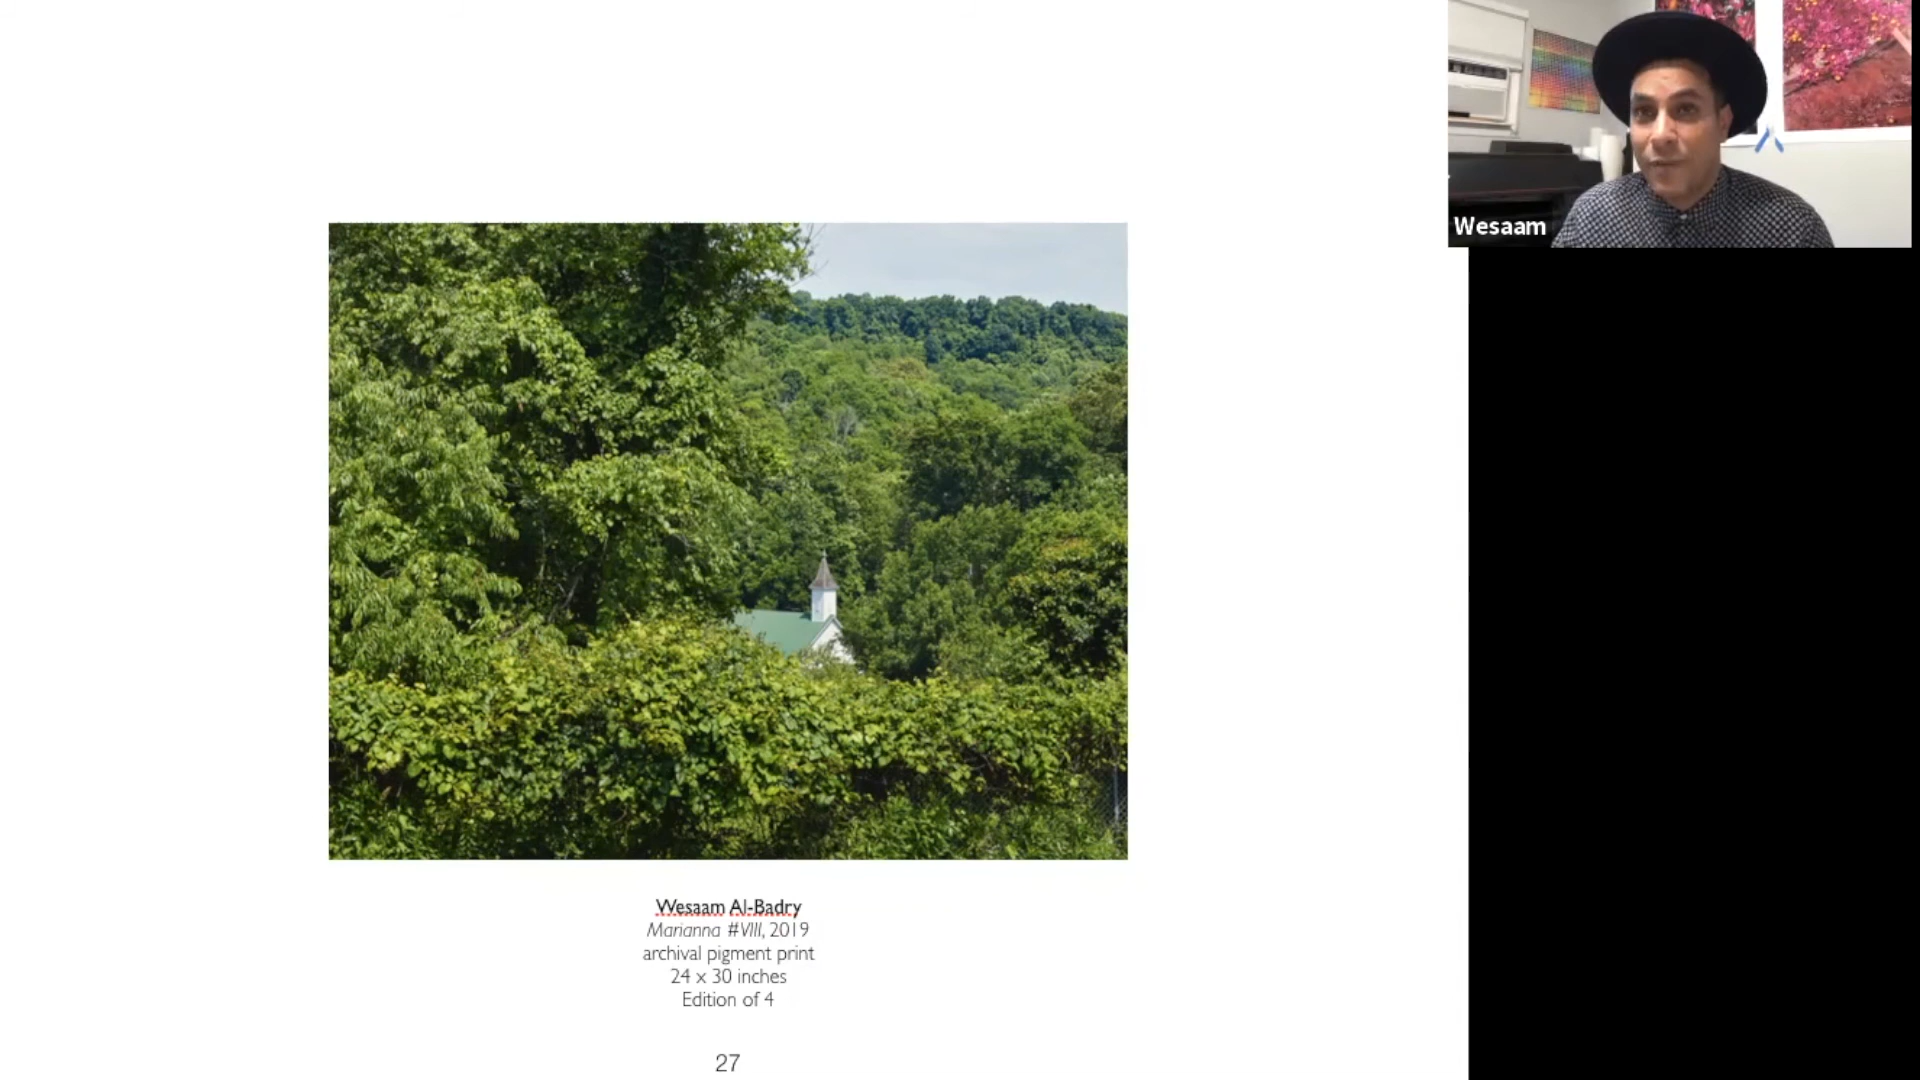 Wesaam
Wesaam Al-Badry
Marianna #VIII, 2019
archival pigment print
24 x 30 inches
Edition of 4
27